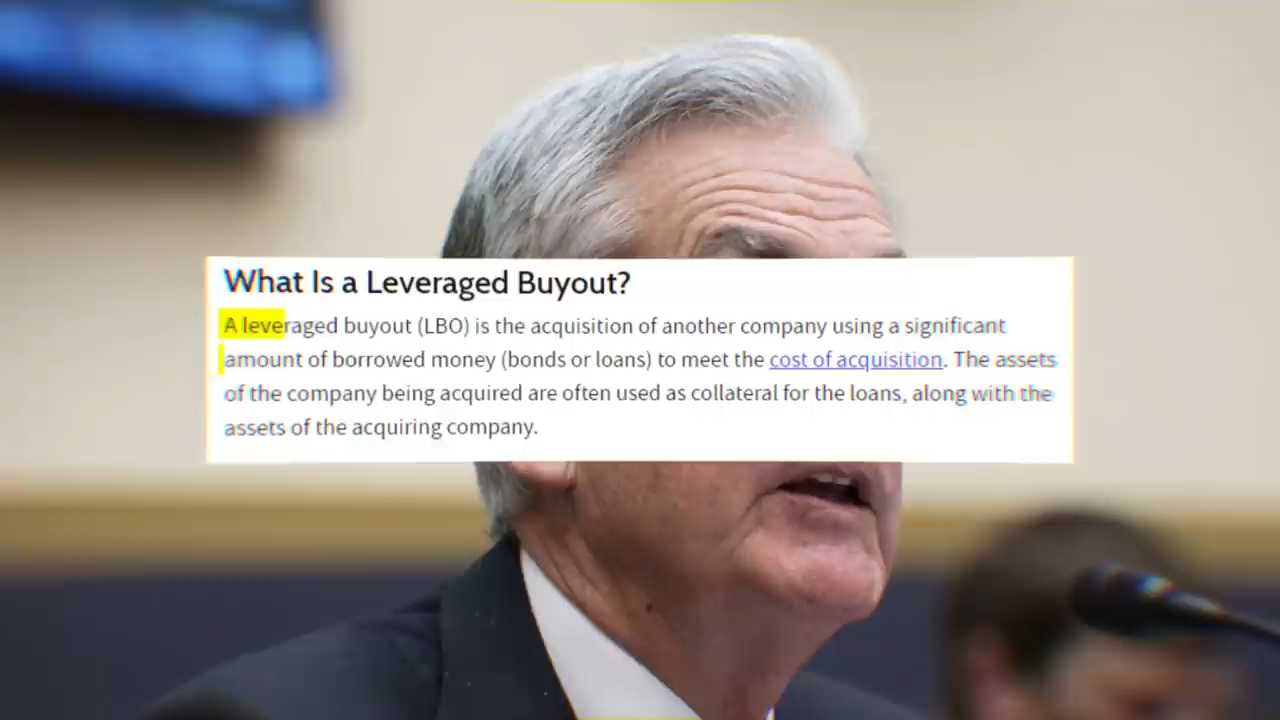 What Is a Leveraged Buyout?
A leveraged buyout (LBO) is the acquisition of another company using a significant
amount of borrowed money (bonds or loans) to meet the cost of acquisition. The assets
of the company being acquired are often used as collateral for the loans, along with the
assets of the acquiring company.